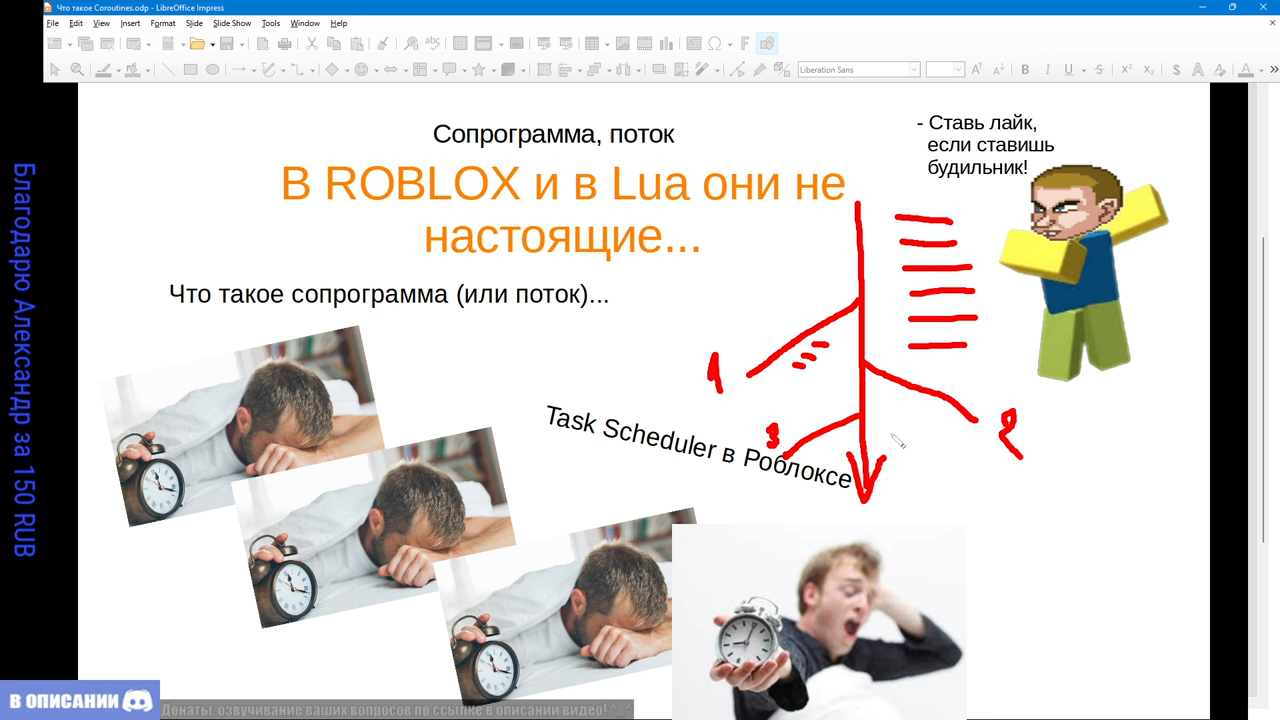 Что такое Coroutines.odp - LibreOffice Impress
File Edit View Insert Format Slide Slide Show Tools Window Help
Liberation Sans
Сопрограмма, поток
В ROBLOX и в Lua они не
настоящие...
Что такое сопрограмма (или поток)...
- Ставь лайк,
если ставишь
будильник!
1
2
3
Task Scheduler в Роблоксе
Благодарю Александр за 150 RUB
В ОПИСАНИИ
Донаты, озвучивание ваших вопросов по ссылке в описании видео! ^_^